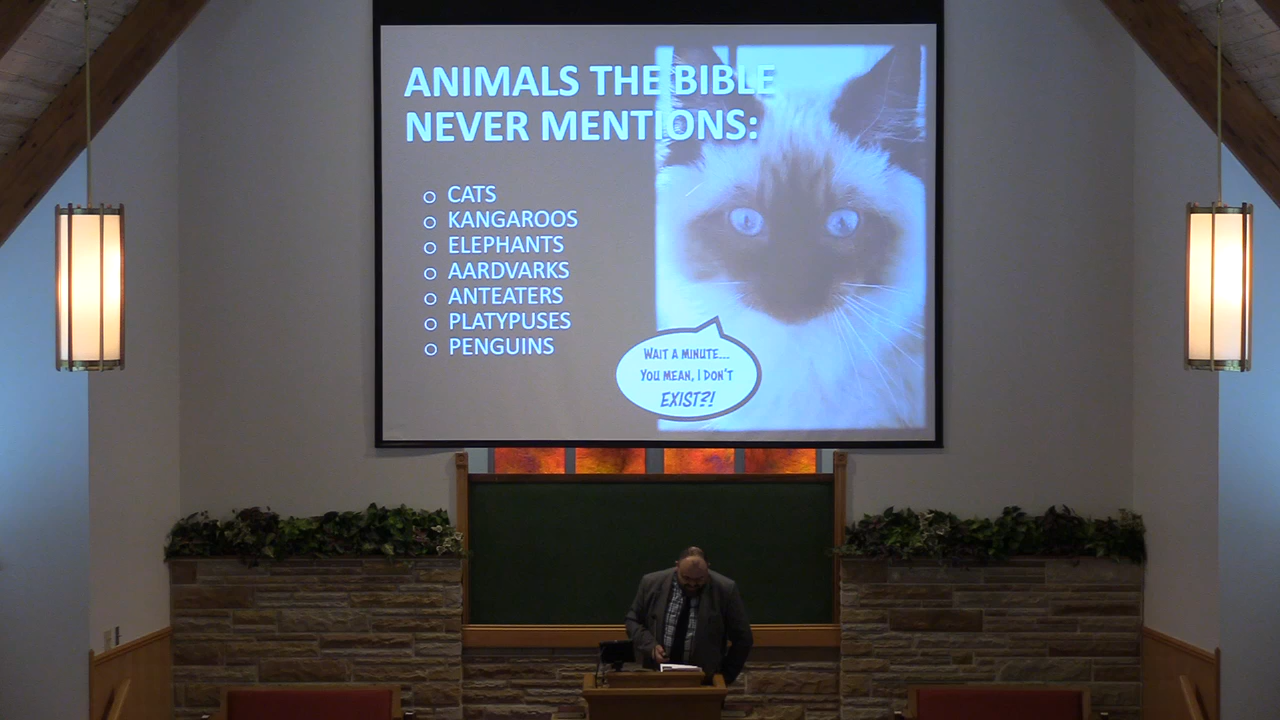 ANIMALS THE BIBLE
NEVER MENTIONS:
○ CATS
○ KANGAROOS
○ ELEPHANTS
○ AARDVARKS
○ ANTEATERS
○ PLATYPUSES
○ PENGUINS
WAIT A MINUTE...
YOU MEAN, I DON'T
EXIST?!